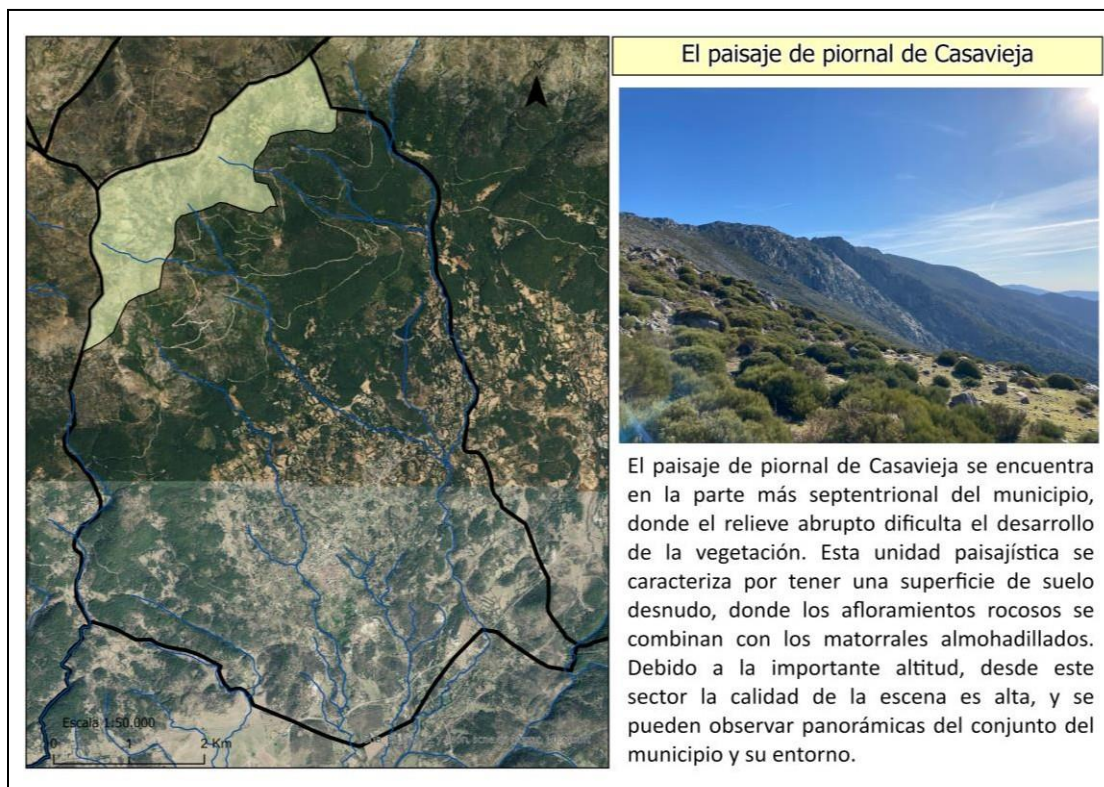 El paisaje de piornal de Casavieja
El paisaje de piornal de Casavieja se encuentra
en la parte más septentrional del municipio,
donde el relieve abrupto dificulta el desarrollo
de la vegetación. Esta unidad paisajística se
caracteriza por tener una superficie de suelo
desnudo, donde los afloramientos rocosos se
combinan con los matorrales almohadillados.
Debido a la importante altitud, desde este
sector la calidad de la escena es alta, y se
pueden observar panorámicas del conjunto del
municipio y su entorno.
Escala 1:50.000
0 1 2 Km